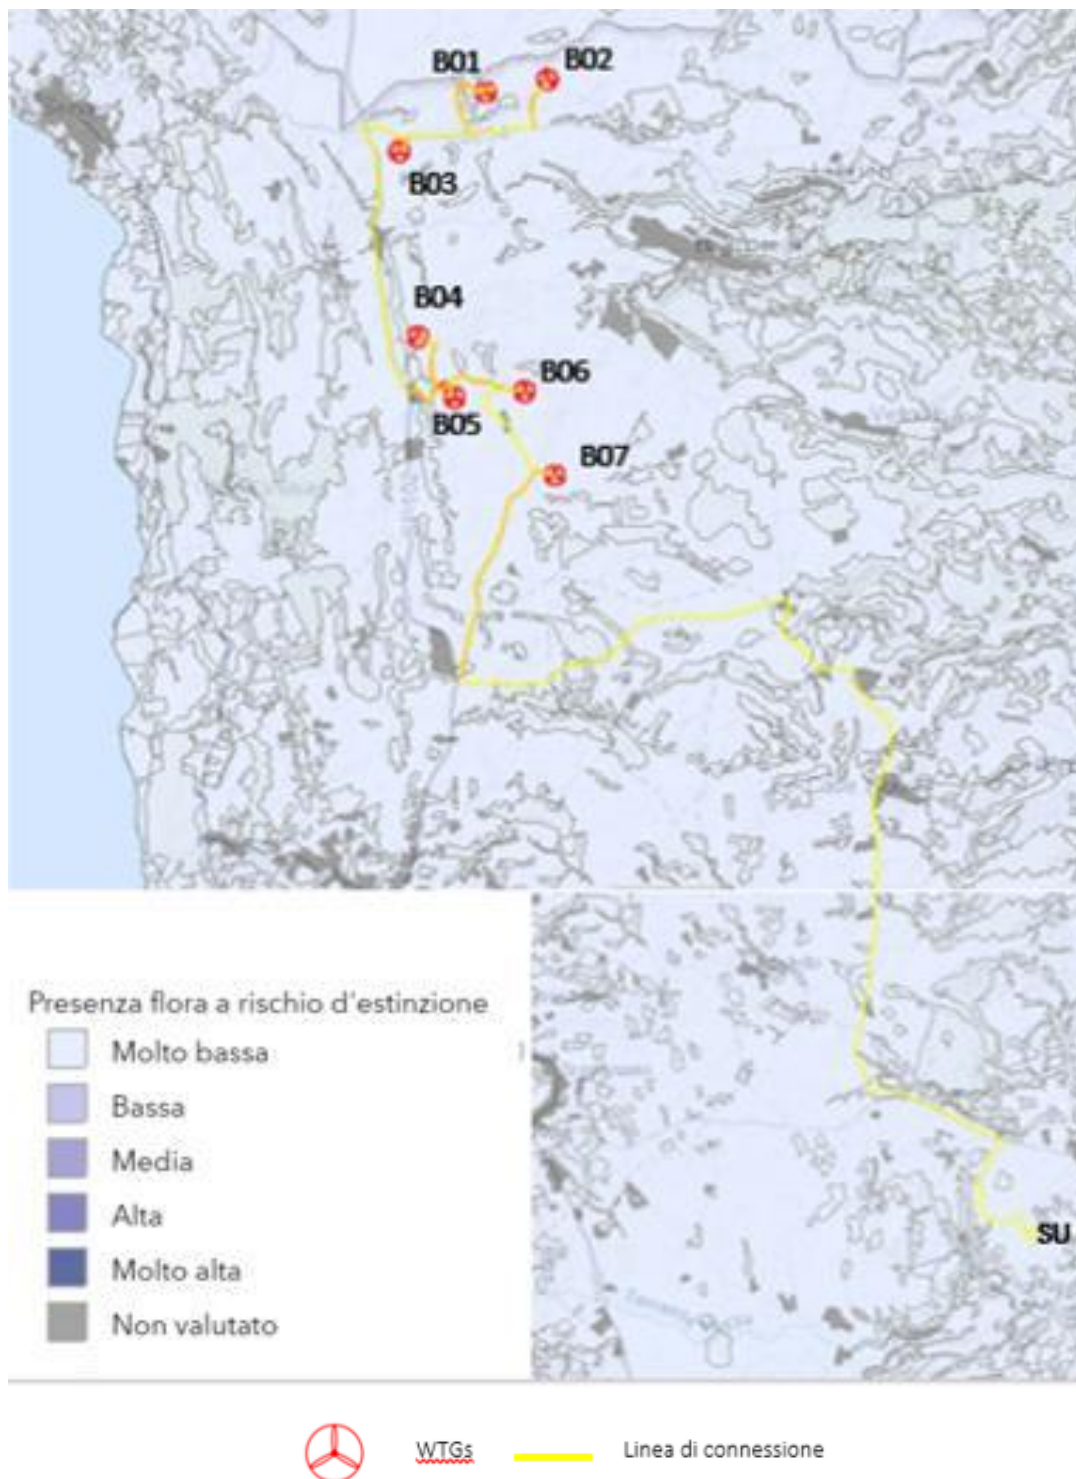 B01
B02
B03
B04
B06
B05
B07
Presenza flora a rischio d'estinzione
Molto bassa
Bassa
Media
Alta
Molto alta
Non valutato
SU
WTGs
Linea di connessione